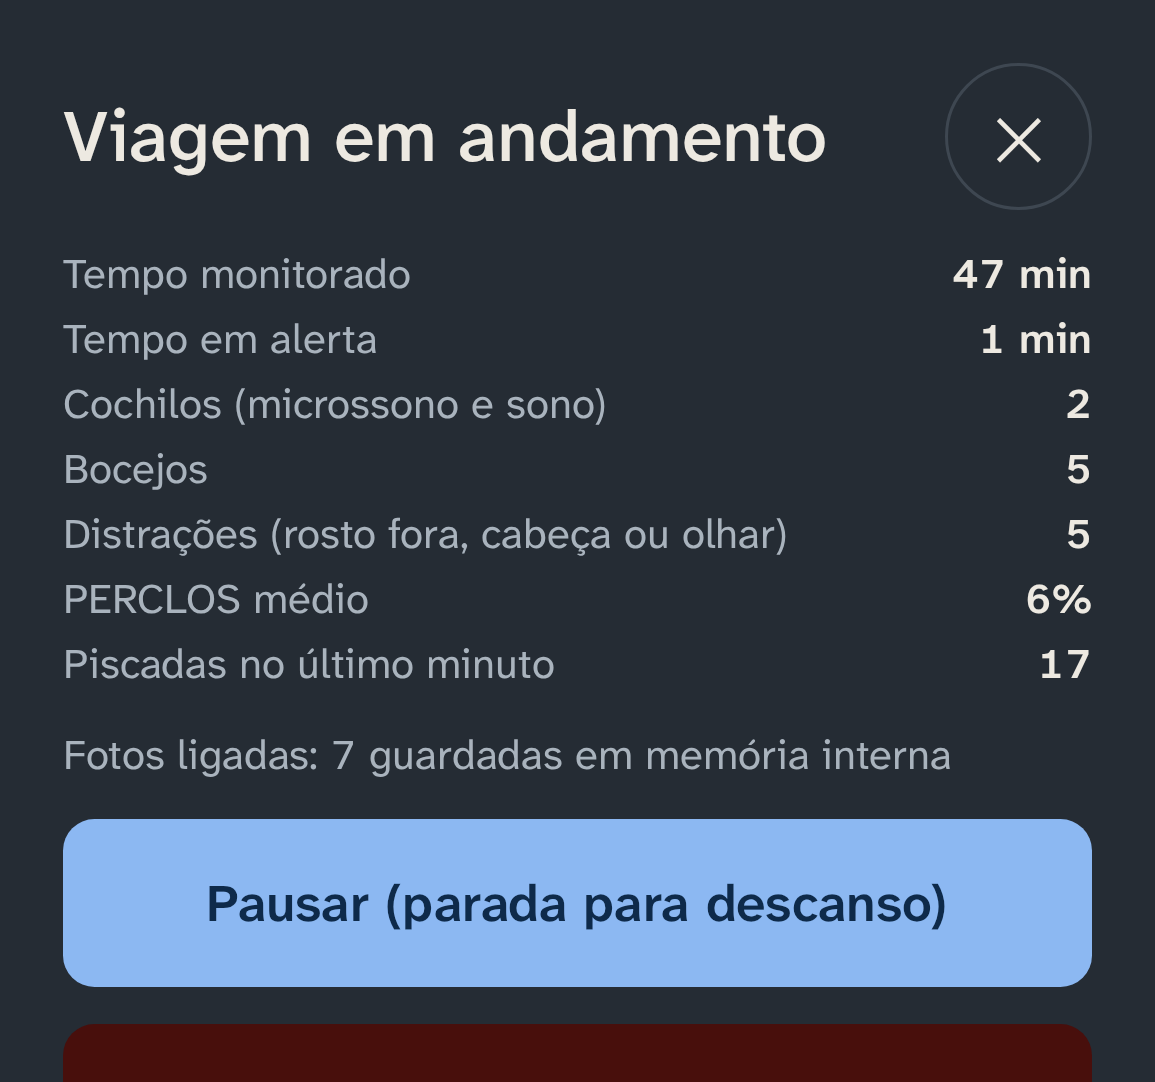 Viagem em andamento
Tempo monitorado 47 min
Tempo em alerta 1 min
Cochilos (microssono e sono) 2
Bocejos 5
Distrações (rosto fora, cabeça ou olhar) 5
PERCLOS médio 6%
Piscadas no último minuto 17
Fotos ligadas: 7 guardadas em memória interna
Pausar (parada para descanso)